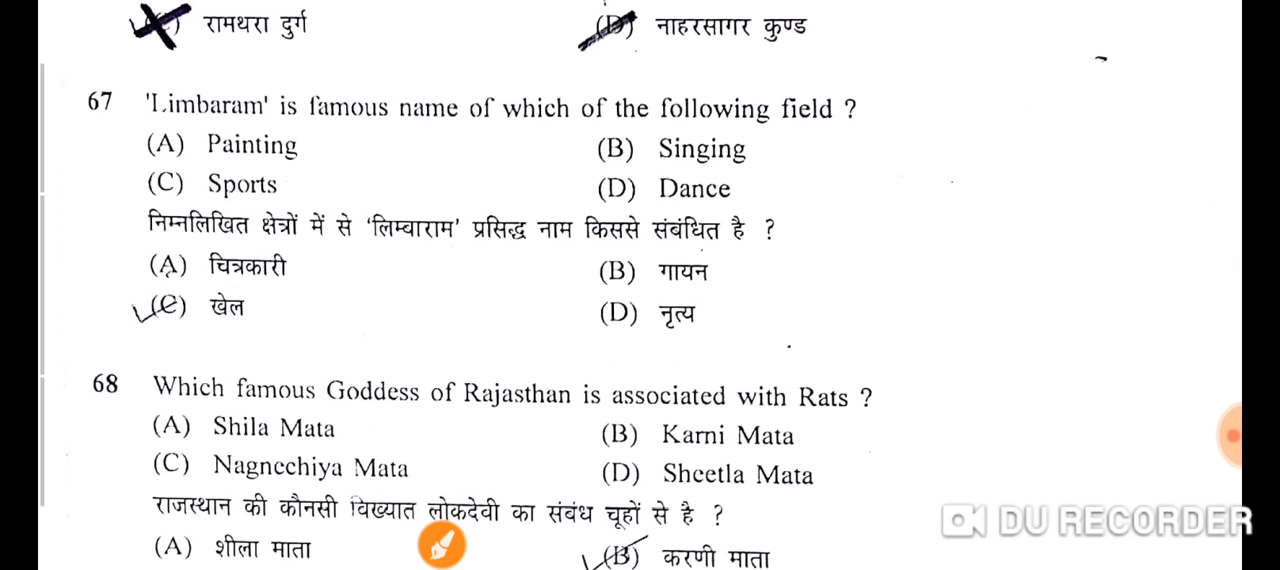 (C) रामथरा दुर्ग (D) नाहरसागर कुण्ड
67 'Limbaram' is famous name of which of the following field ?
(A) Painting (B) Singing
(C) Sports (D) Dance
निम्नलिखित क्षेत्रों में से 'लिम्बाराम' प्रसिद्ध नाम किससे संबंधित है ?
(A) चित्रकारी (B) गायन
(C) खेल (D) नृत्य
68 Which famous Goddess of Rajasthan is associated with Rats ?
(A) Shila Mata (B) Karni Mata
(C) Nagnechiya Mata (D) Sheetla Mata
राजस्थान की कौनसी विख्यात लोकदेवी का संबंध चूहों से है ?
(A) शीला माता (B) करणी माता
DU RECORDER